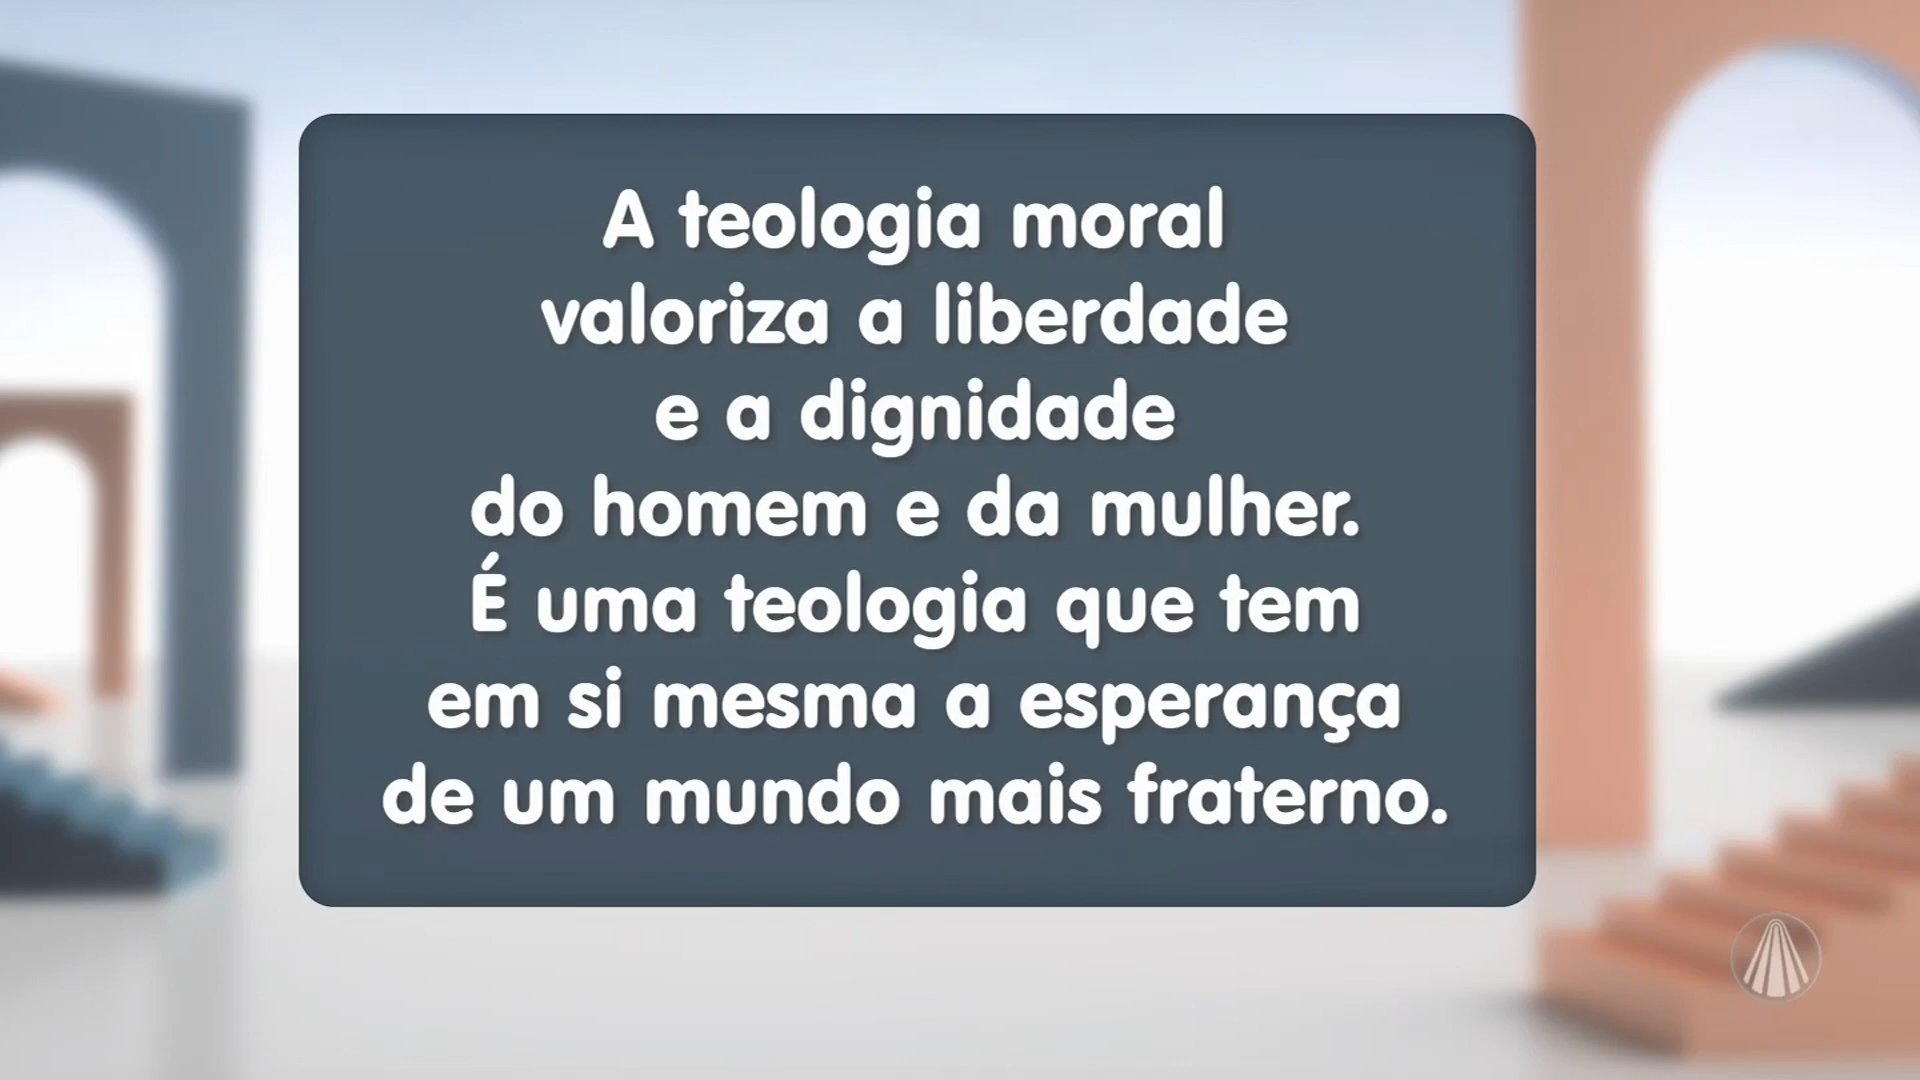 A teologia moral
valoriza a liberdade
e a dignidade
do homem e da mulher.
É uma teologia que tem
em si mesma a esperança
de um mundo mais fraterno.